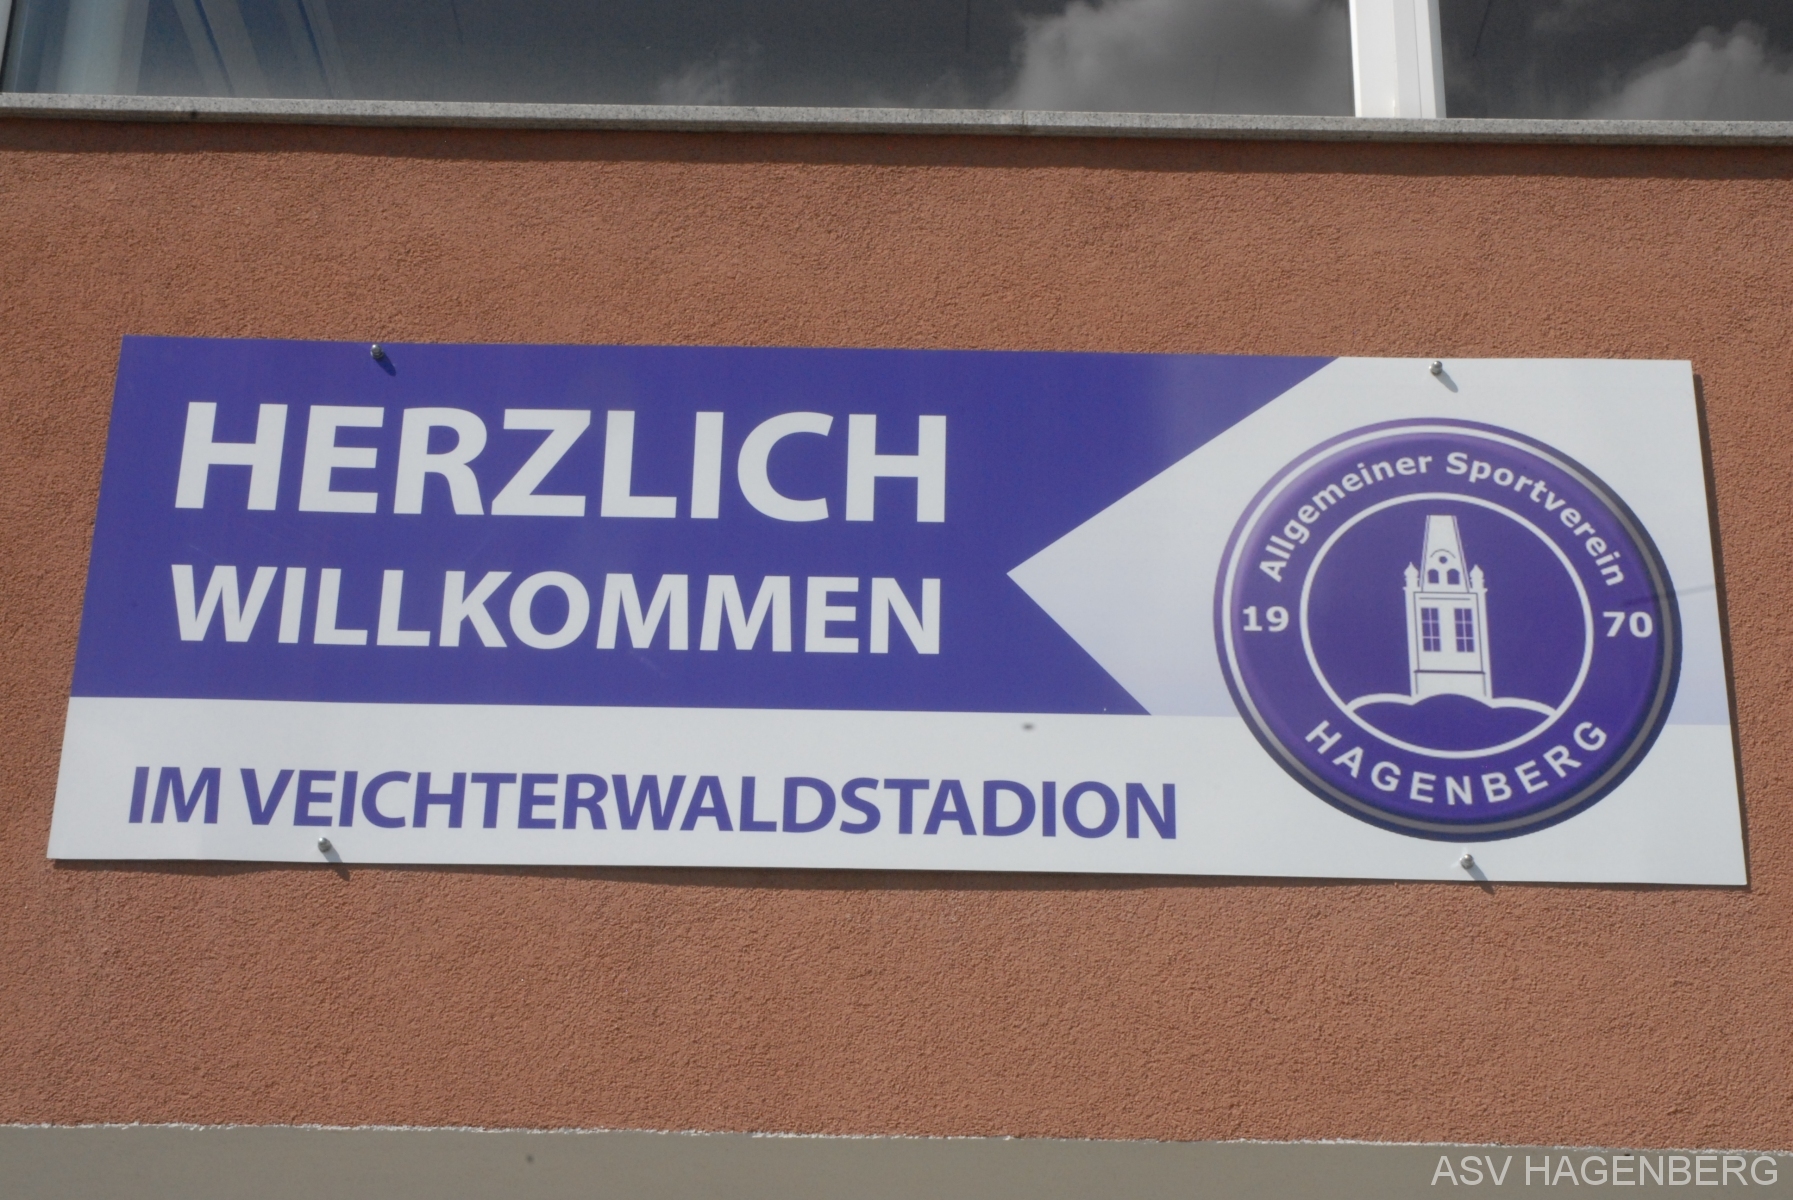 HERZLICH
WILLKOMMEN
IM VEICHTERWALDSTADION
Allgemeiner Sportverein
19 70
HAGENBERG
ASV HAGENBERG